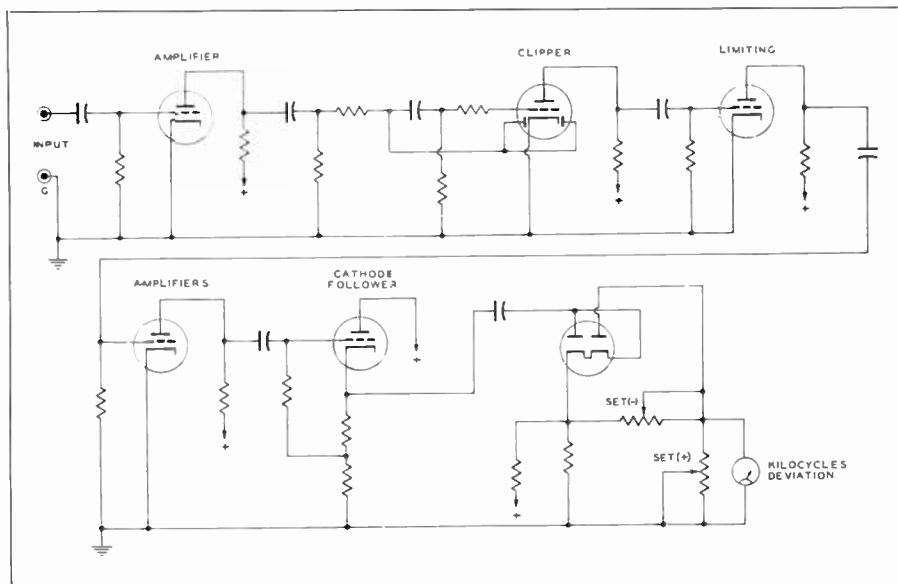 AMPLIFIER
CLIPPER
LIMITING
INPUT
G
+
+
+
AMPLIFIERS
CATHODE
FOLLOWER
+
+
SET(-)
SET(+)
KILOCYCLES
DEVIATION
+